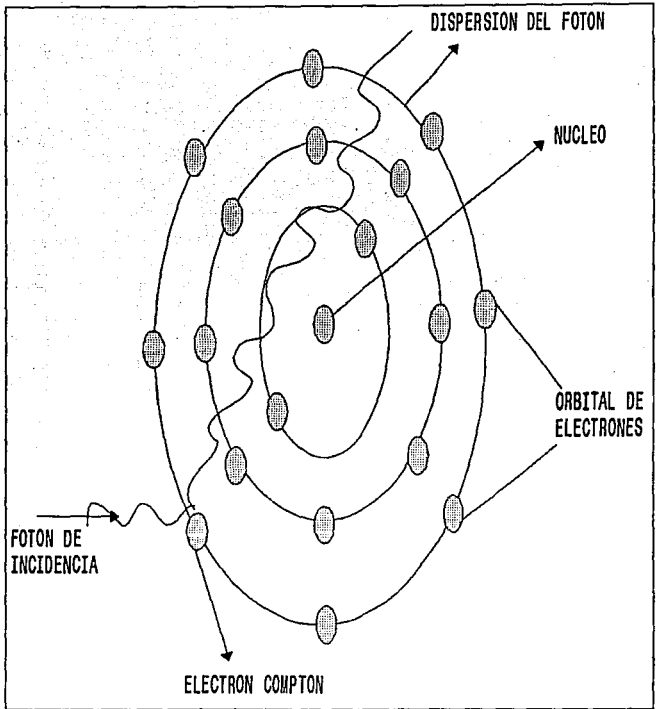 DISPERSION DEL FOTON
NUCLEO
ORBITAL DE
ELECTRONES
FOTON DE
INCIDENCIA
ELECTRON COMPTON